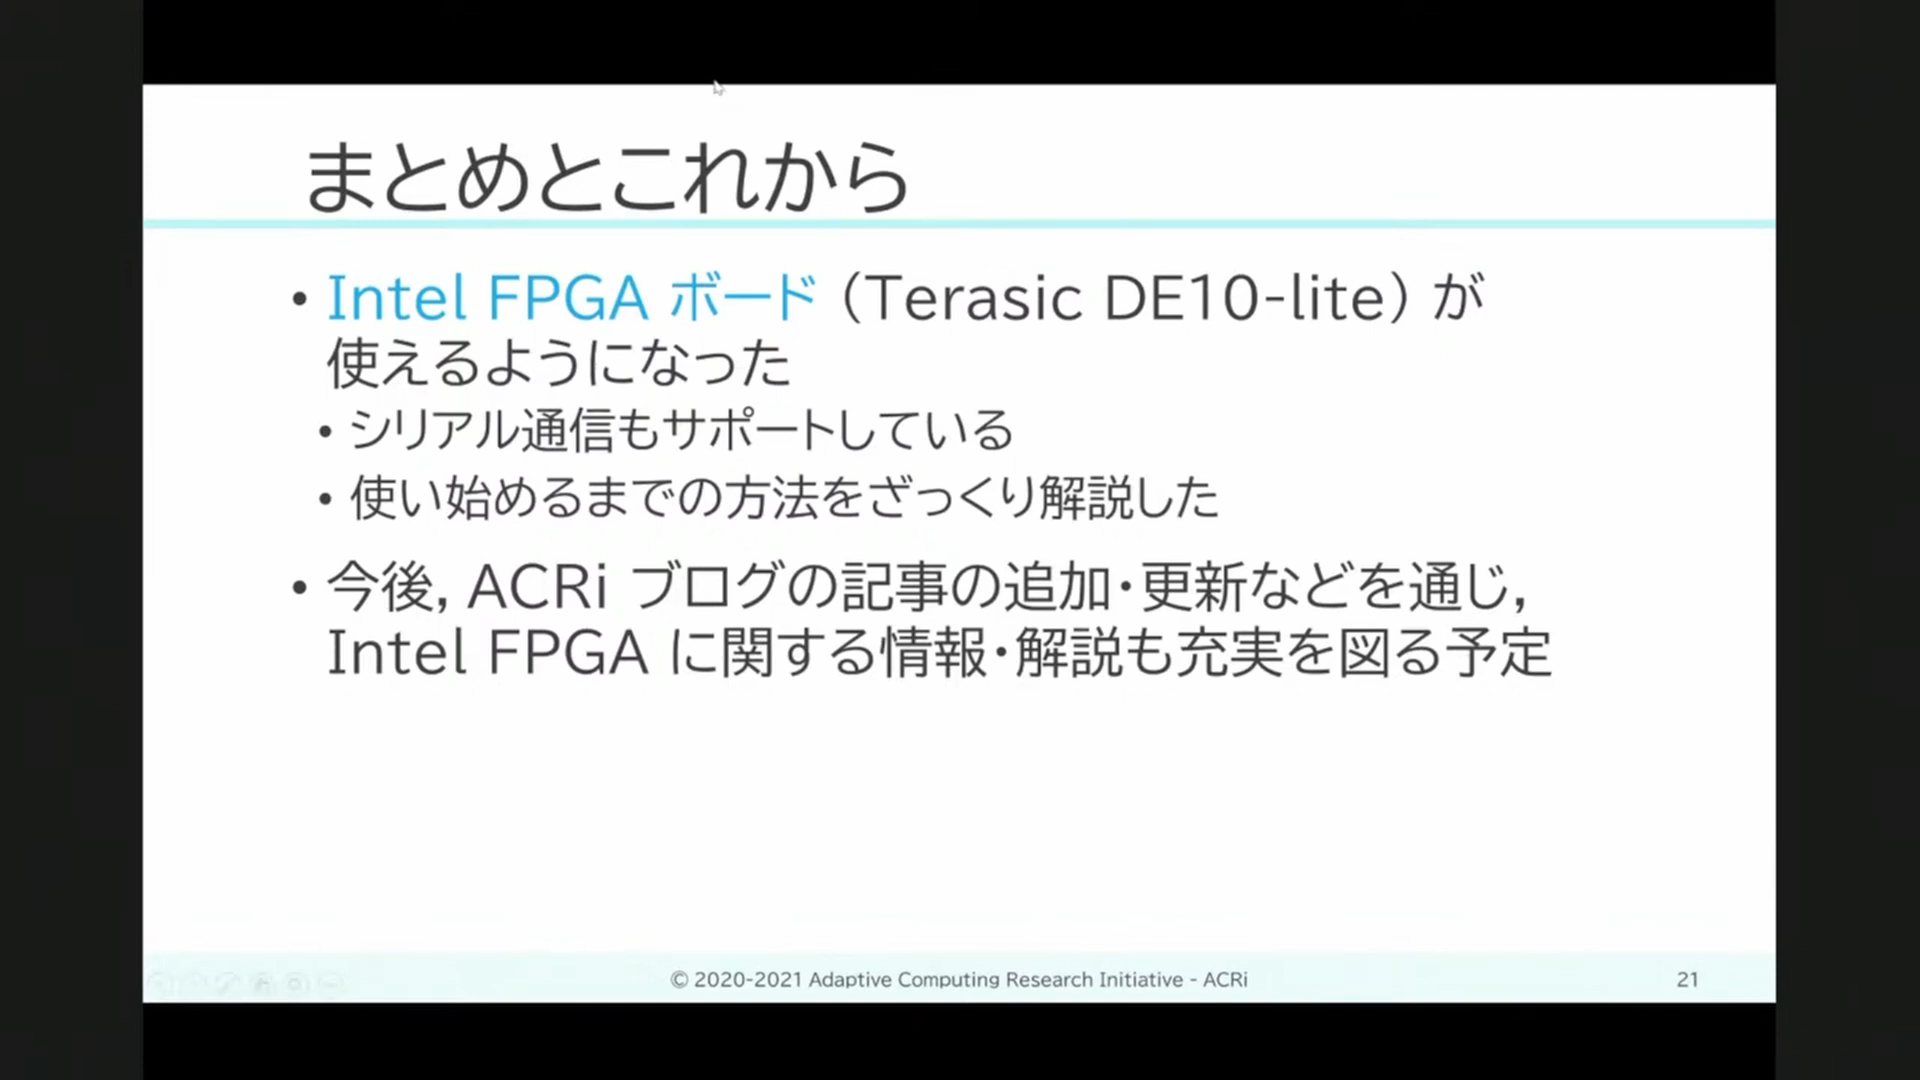 まとめとこれから
• Intel FPGA ボード（Terasic DE10-lite）が
使えるようになった
• シリアル通信もサポートしている
• 使い始めるまでの方法をざっくり解説した
• 今後，ACRi ブログの記事の追加・更新などを通じ，
Intel FPGA に関する情報・解説も充実を図る予定
© 2020-2021 Adaptive Computing Research Initiative - ACRi
21